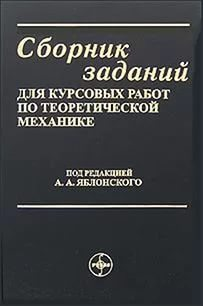 Сборник
заданий
ДЛЯ КУРСОВЫХ РАБОТ
ПО ТЕОРЕТИЧЕСКОЙ
МЕХАНИКЕ
ПОД РЕДАКЦИЕЙ
А. А. ЯБЛОНСКОГО